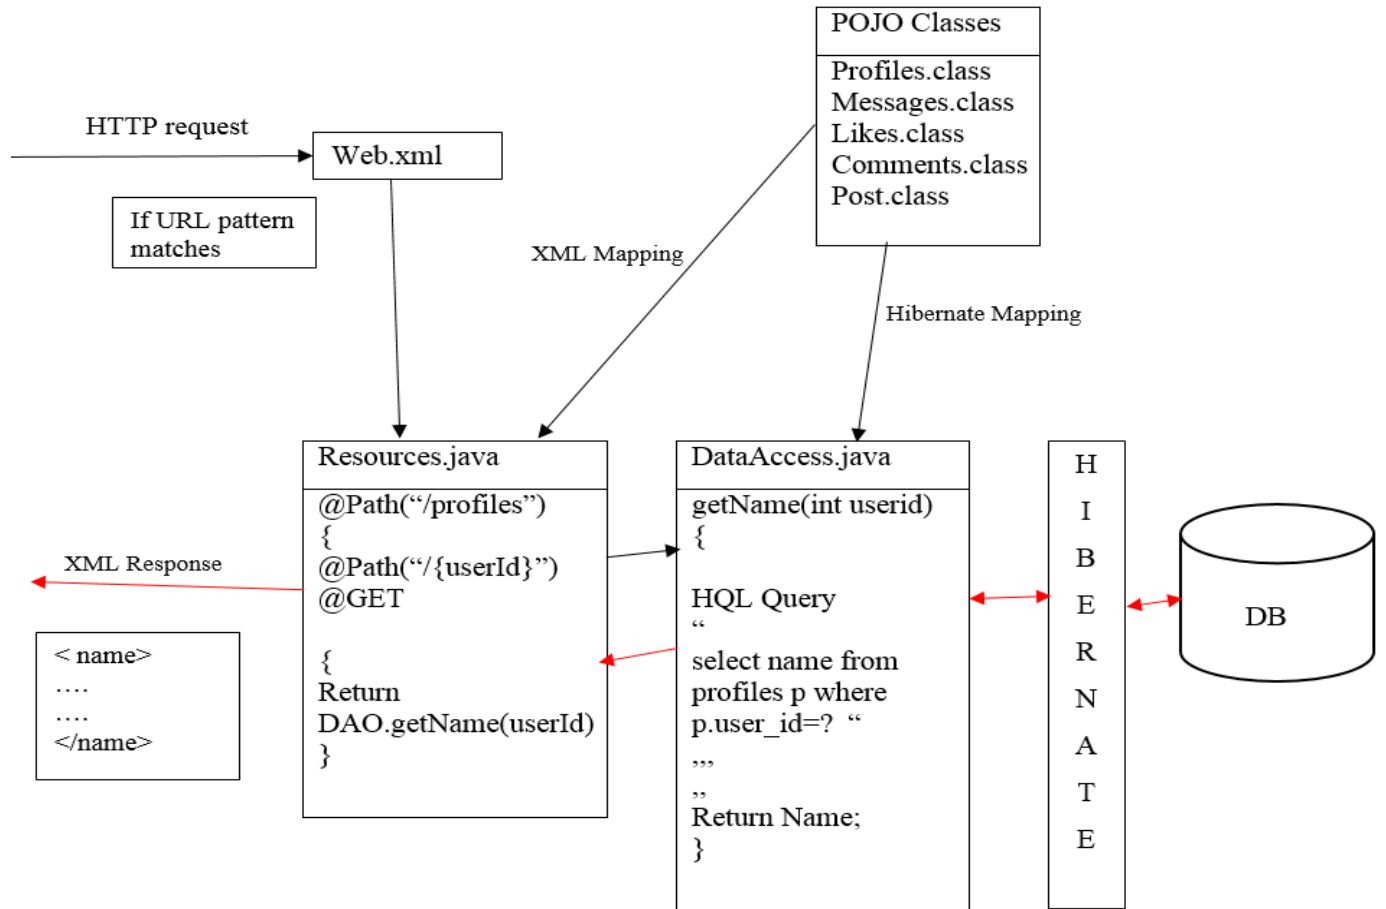 POJO Classes
Profiles.class
Messages.class
Likes.class
Comments.class
Post.class
HTTP request
Web.xml
If URL pattern
matches
XML Mapping
Hibernate Mapping
Resources.java
@Path(“/profiles”)
{
@Path(“/{userId}”)
@GET
{
Return
DAO.getName(userId)
}
DataAccess.java
getName(int userid)
{
HQL Query
“
select name from
profiles p where
p.user_id=? “
,,,
,,
Return Name;
}
H
I
B
E
R
N
A
T
E
DB
XML Response
< name>
....
....
</name>